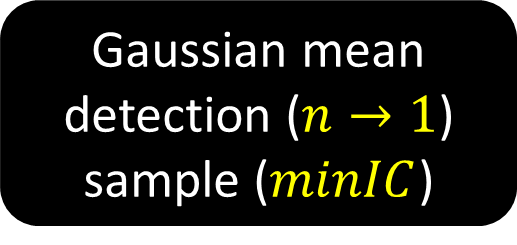 Gaussian mean
detection (n → 1)
sample (minIC)